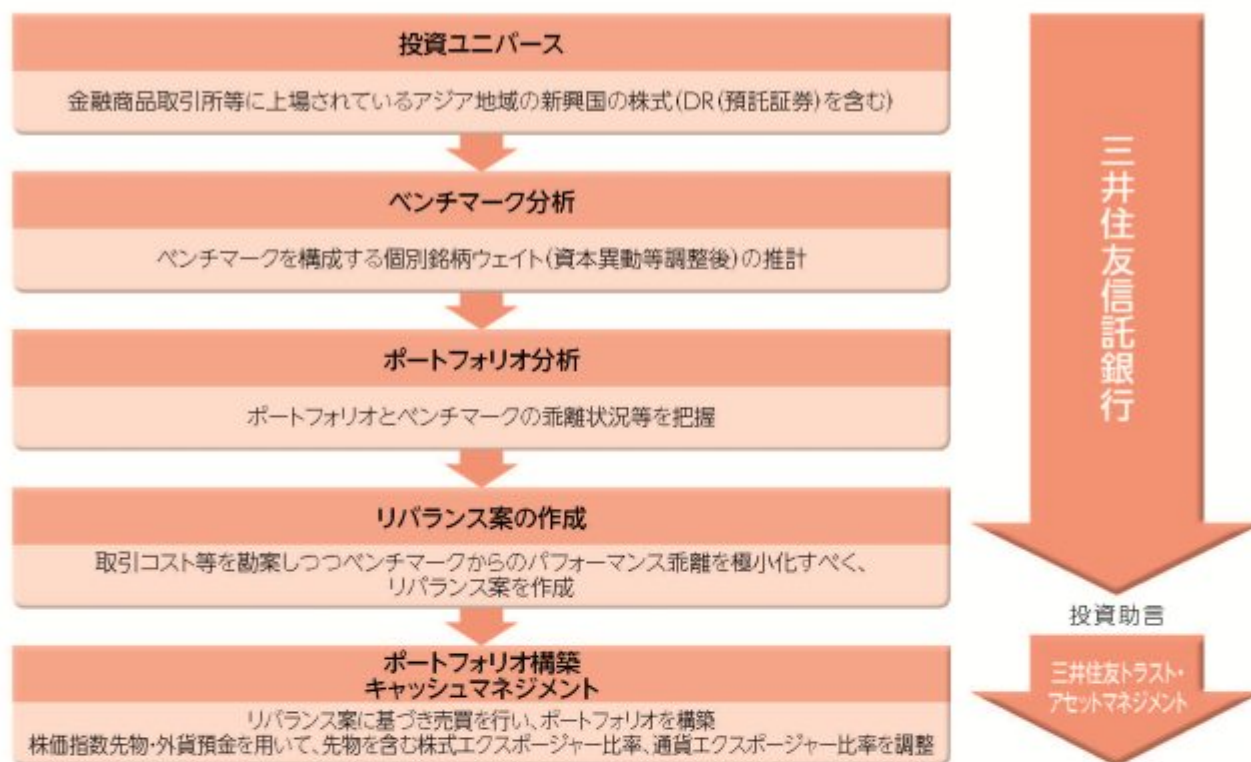 投資ユニバース
金融商品取引所等に上場されているアジア地域の新興国の株式(DR(預託証券)を含む)
ベンチマーク分析
ベンチマークを構成する個別銘柄ウェイト(資本異動等調整後)の推計
ポートフォリオ分析
ポートフォリオとベンチマークの乖離状況等を把握
リバランス案の作成
取引コスト等を勘案しつつベンチマークからのパフォーマンス乖離を極小化すべく、
リバランス案を作成
ポートフォリオ構築
キャッシュマネジメント
リバランス案に基づき売買を行い、ポートフォリオを構築
株価指数先物・外貨預金を用いて、先物を含む株式エクスポージャー比率、通貨エクスポージャー比率を調整
三井住友信託銀行
投資助言
三井住友トラスト・
アセットマネジメント